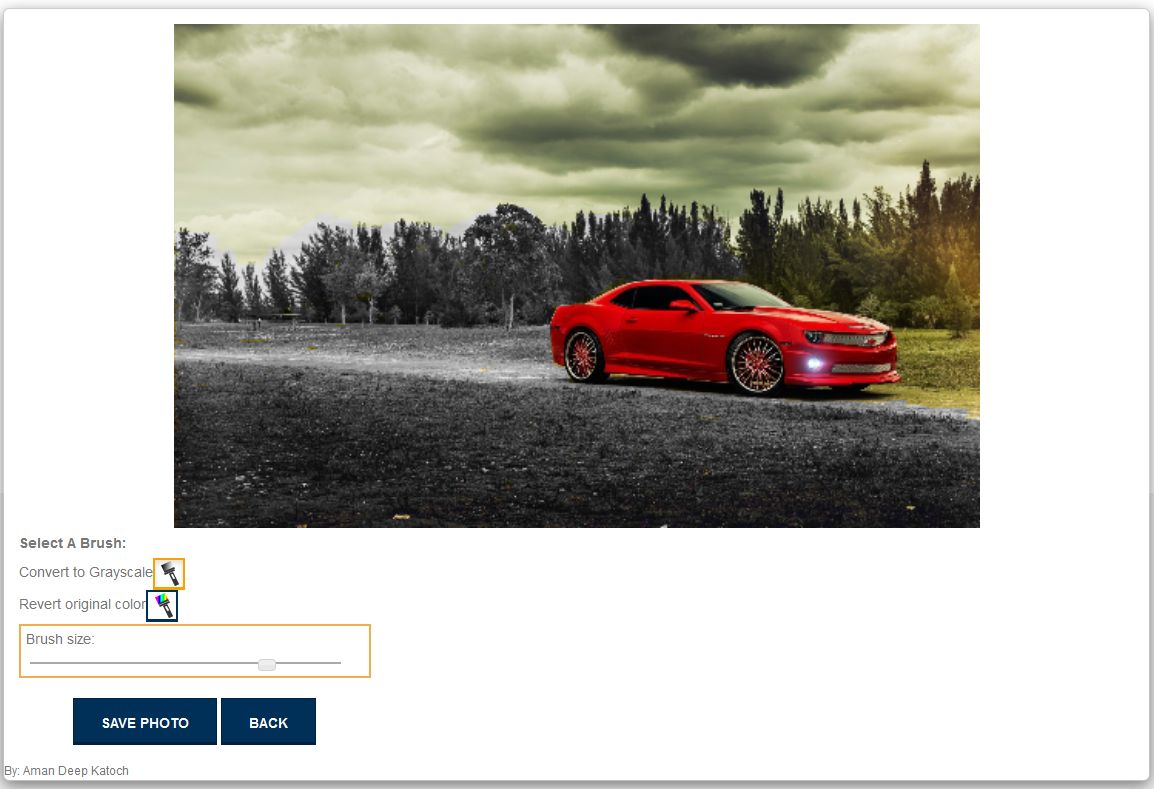 Select A Brush:
Convert to Grayscale
Revert original color
Brush size:
SAVE PHOTO
BACK
By: Aman Deep Katoch